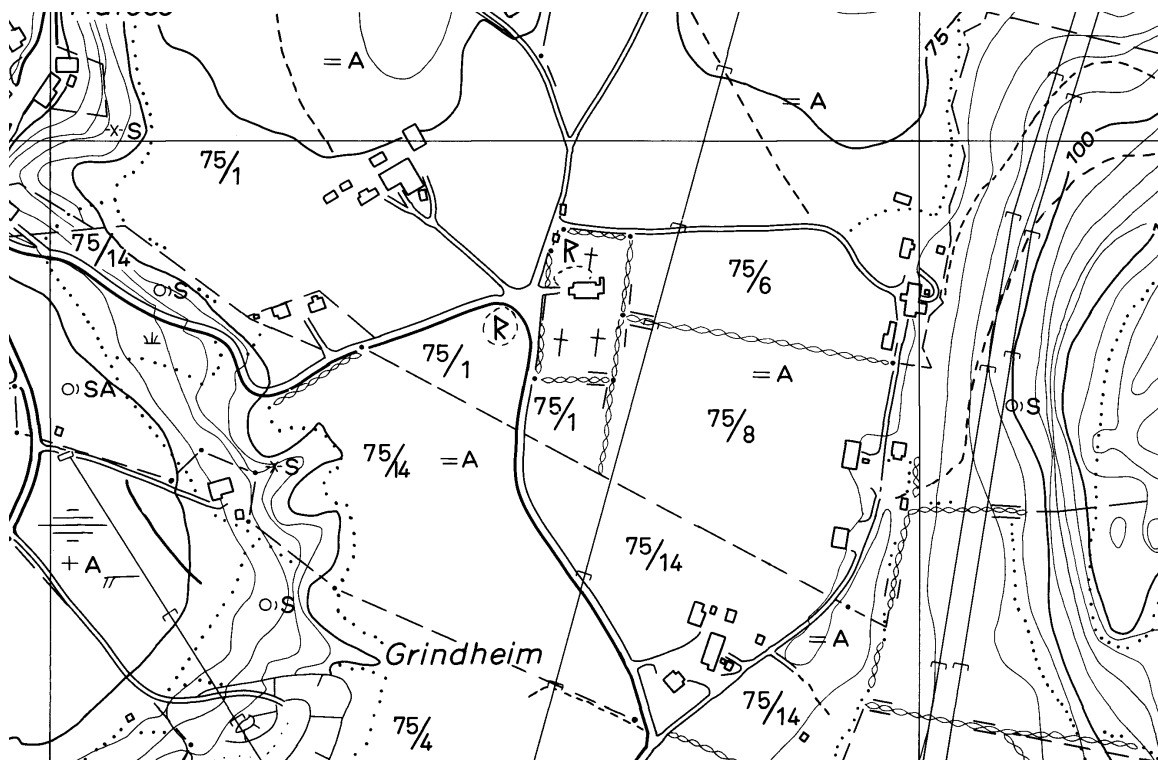 75
= A
= A
S
100
75/1
75/14
R
75/6
S
R
75/1
= A
SA
75/1
75/8
S
75/14
= A
S
+ A
75/14
S
= A
Grindheim
75/14
75/4